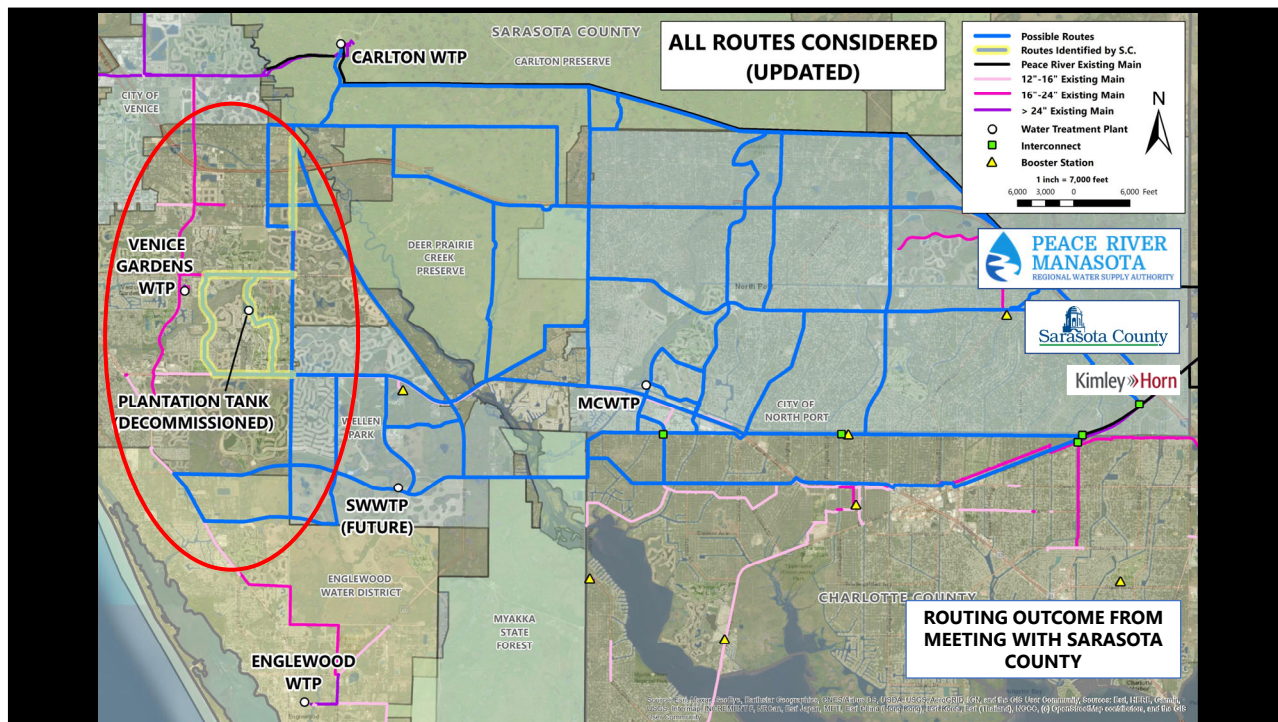 SARASOTA COUNTY
CARLTON PRESERVE
CARLTON WTP
ALL ROUTES CONSIDERED
(UPDATED)
Possible Routes
Routes Identified by S.C.
Peace River Existing Main
12"-16" Existing Main
16"-24" Existing Main
> 24" Existing Main
Water Treatment Plant
Interconnect
Booster Station
N
1 inch = 7,000 feet
6,000 3,000 0 6,000 Feet
CITY OF
VENICE
VENICE
GARDENS
WTP
DEER PRAIRIE
CREEK
PRESERVE
North Port
PEACE RIVER
MANASOTA
REGIONAL WATER SUPPLY AUTHORITY
Sarasota County
Kimley»Horn
PLANTATION TANK
(DECOMMISSIONED)
WELLEN
PARK
MCWTP
CITY OF
NORTH PORT
SWWTP
(FUTURE)
ENGLEWOOD
WATER DISTRICT
MYAKKA
STATE
FOREST
CHARLOTTE COUNTY
ENGLEWOOD
WTP
ROUTING OUTCOME FROM
MEETING WITH SARASOTA
COUNTY